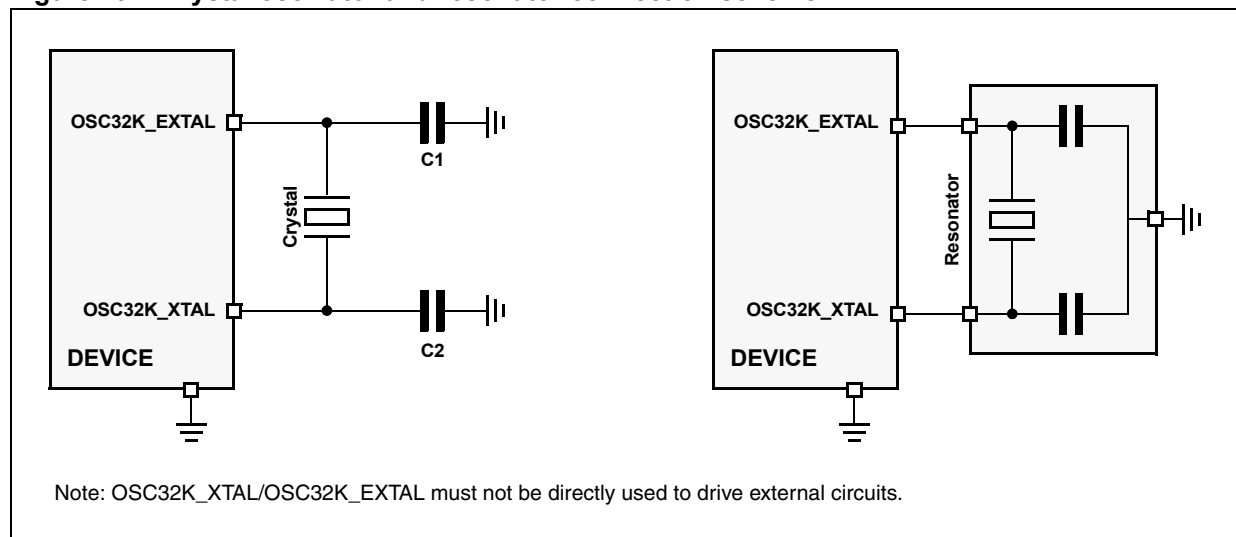 OSC32K_EXTAL
C1
Crystal
OSC32K_XTAL
C2
DEVICE
OSC32K_EXTAL
Resonator
OSC32K_XTAL
DEVICE
Note: OSC32K_XTAL/OSC32K_EXTAL must not be directly used to drive external circuits.